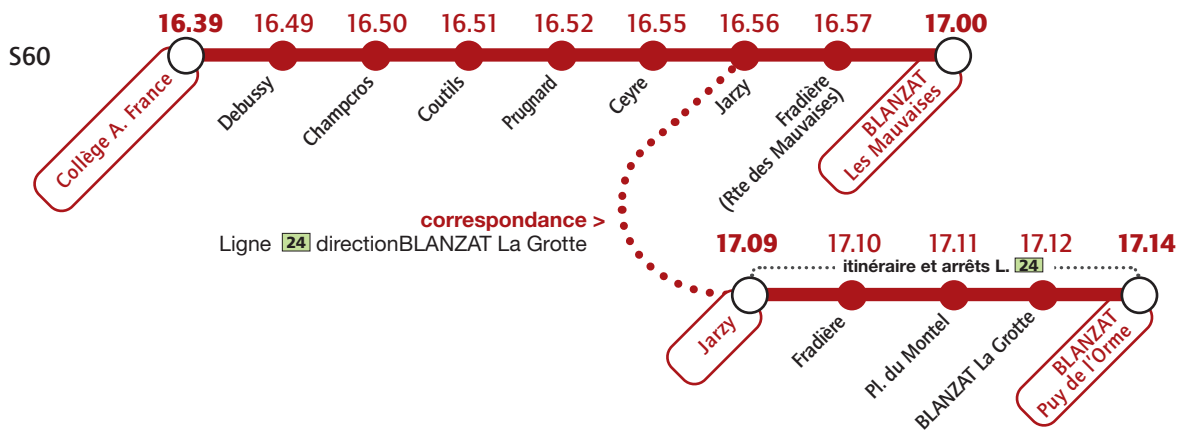 16.39 16.49 16.50 16.51 16.52 16.55 16.56 16.57 17.00
S60
Collège A. France
Debussy
Champcros
Coutils
Prugnard
Ceyre
Jarzy
Fradière
(Rte des Mauvaises)
BLANZAT
Les Mauvaises
correspondance >
Ligne 24 directionBLANZAT La Grotte
17.09 17.10 17.11 17.12 17.14
itinéraire et arrêts L. 24
Jarzy
Fradière
Pl. du Montel
BLANZAT La Grotte
BLANZAT
Puy de l'Orme